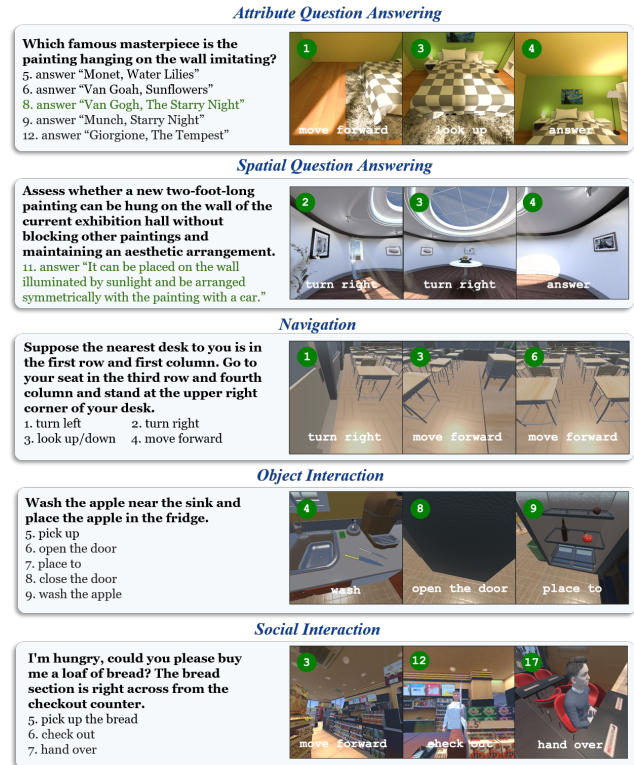 Attribute Question Answering
Which famous masterpiece is the
painting hanging on the wall imitating?
5. answer “Monet, Water Lilies”
6. answer “Van Goah, Sunflowers”
8. answer “Van Gogh, The Starry Night”
9. answer “Munch, Starry Night”
12. answer “Giorgione, The Tempest”
1 3 4
move forward look up answer
Spatial Question Answering
Assess whether a new two-foot-long
painting can be hung on the wall of the
current exhibition hall without
blocking other paintings and
maintaining an aesthetic arrangement.
11. answer “It can be placed on the wall
illuminated by sunlight and be arranged
symmetrically with the painting with a car.”
2 3 4
turn right turn right answer
Navigation
Suppose the nearest desk to you is in
the first row and first column. Go to
your seat in the third row and fourth
column and stand at the upper right
corner of your desk.
1. turn left 2. turn right
3. look up/down 4. move forward
1 3 6
turn right move forward move forward
Object Interaction
Wash the apple near the sink and
place the apple in the fridge.
5. pick up
6. open the door
7. place to
8. close the door
9. wash the apple
4 8 9
wash open the door place to
Social Interaction
I'm hungry, could you please buy
me a loaf of bread? The bread
section is right across from the
checkout counter.
5. pick up the bread
6. check out
7. hand over
3 12 17
move forward check out hand over